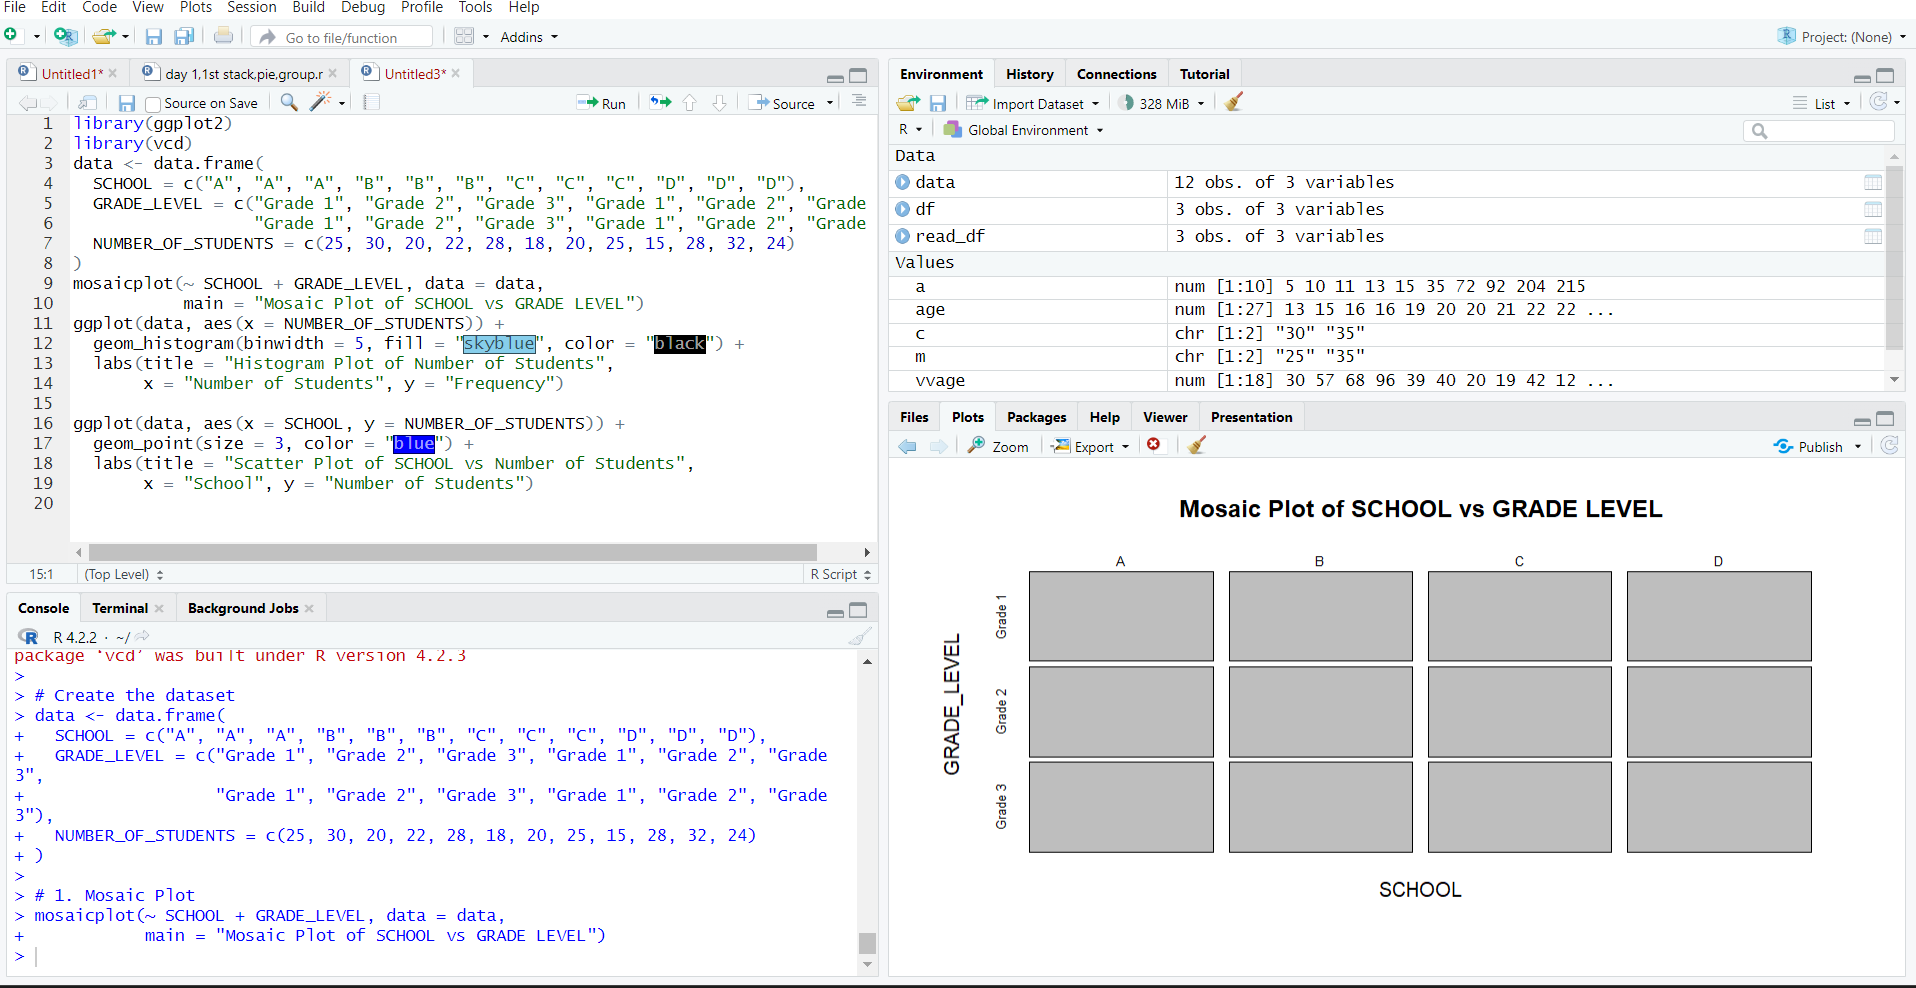 File Edit Code View Plots Session Build Debug Profile Tools Help
Go to file/function Addins Project: (None)
Untitled1* day 1,1st stack,pie,group.r Untitled3*
Source on Save Run Source
1 library(ggplot2)
2 library(vcd)
3 data <- data.frame(
4 SCHOOL = c("A", "A", "A", "B", "B", "B", "C", "C", "C", "D", "D", "D"),
5 GRADE_LEVEL = c("Grade 1", "Grade 2", "Grade 3", "Grade 1", "Grade 2", "Grade
6 "Grade 1", "Grade 2", "Grade 3", "Grade 1", "Grade 2", "Grade
7 NUMBER_OF_STUDENTS = c(25, 30, 20, 22, 28, 18, 20, 25, 15, 28, 32, 24)
8 )
9 mosaicplot(~ SCHOOL + GRADE_LEVEL, data = data,
10 main = "Mosaic Plot of SCHOOL vs GRADE LEVEL")
11 ggplot(data, aes(x = NUMBER_OF_STUDENTS)) +
12 geom_histogram(binwidth = 5, fill = "skyblue", color = "black") +
13 labs(title = "Histogram Plot of Number of Students",
14 x = "Number of Students", y = "Frequency")
15
16 ggplot(data, aes(x = SCHOOL, y = NUMBER_OF_STUDENTS)) +
17 geom_point(size = 3, color = "blue") +
18 labs(title = "Scatter Plot of SCHOOL vs Number of Students",
19 x = "School", y = "Number of Students")
20
15:1 (Top Level) R Script
Console Terminal Background Jobs
R 4.2.2 · ~/
package ‘vcd’ was built under R version 4.2.3
>
> # Create the dataset
> data <- data.frame(
+ SCHOOL = c("A", "A", "A", "B", "B", "B", "C", "C", "C", "D", "D", "D"),
+ GRADE_LEVEL = c("Grade 1", "Grade 2", "Grade 3", "Grade 1", "Grade 2", "Grade
3",
+ "Grade 1", "Grade 2", "Grade 3", "Grade 1", "Grade 2", "Grade
3"),
+ NUMBER_OF_STUDENTS = c(25, 30, 20, 22, 28, 18, 20, 25, 15, 28, 32, 24)
+ )
>
> # 1. Mosaic Plot
> mosaicplot(~ SCHOOL + GRADE_LEVEL, data = data,
+ main = "Mosaic Plot of SCHOOL vs GRADE LEVEL")
>
Environment History Connections Tutorial
Import Dataset 328 MiB List
R Global Environment
Data
data 12 obs. of 3 variables
df 3 obs. of 3 variables
read_df 3 obs. of 3 variables
Values
a num [1:10] 5 10 11 13 15 35 72 92 204 215
age num [1:27] 13 15 16 16 19 20 20 21 22 22 ...
c chr [1:2] "30" "35"
m chr [1:2] "25" "35"
vvage num [1:18] 30 57 68 96 39 40 20 19 42 12 ...
Files Plots Packages Help Viewer Presentation
Zoom Export Publish
Mosaic Plot of SCHOOL vs GRADE LEVEL
A B C D
Grade 1
Grade 2
Grade 3
GRADE_LEVEL
SCHOOL